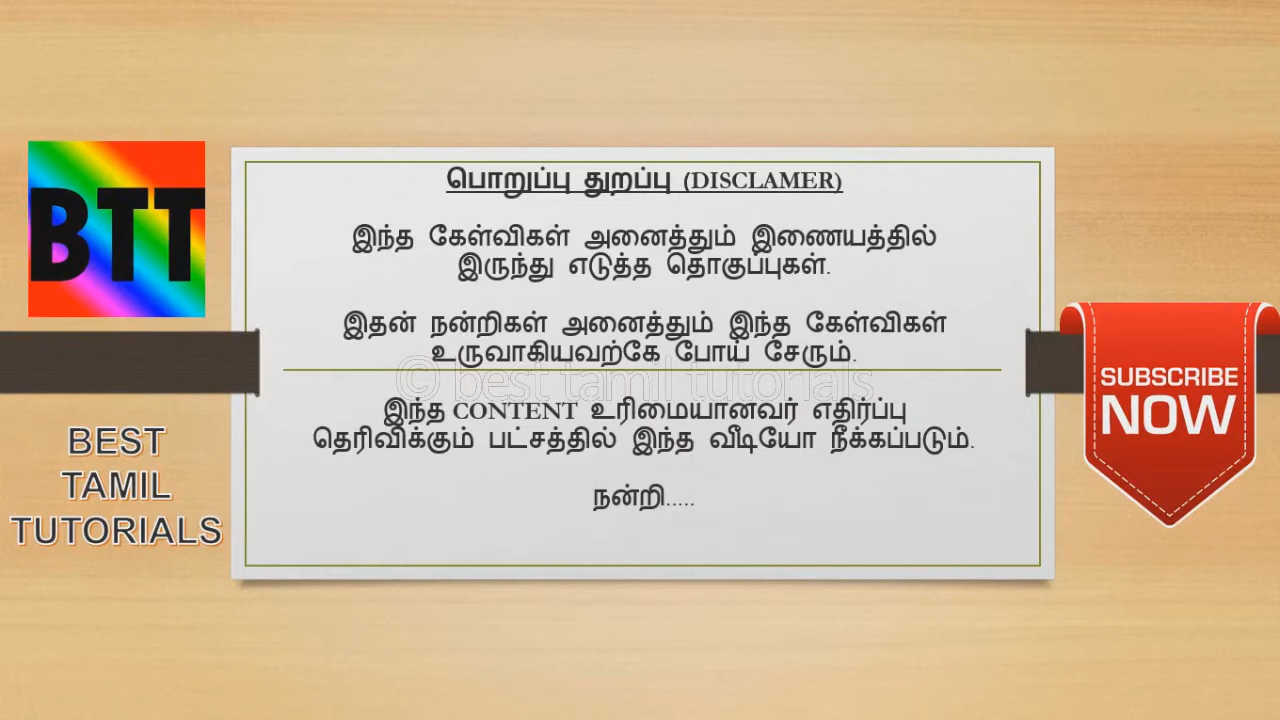 BTT
BEST
TAMIL
TUTORIALS
பொறுப்பு துறப்பு (DISCLAMER)
இந்த கேள்விகள் அனைத்தும் இணையத்தில்
இருந்து எடுத்த தொகுப்புகள்.
இதன் நன்றிகள் அனைத்தும் இந்த கேள்விகள்
உருவாகியவற்கே போய் சேரும்.
© best tamil tutorials
இந்த CONTENT உரிமையானவர் எதிர்ப்பு
தெரிவிக்கும் பட்சத்தில் இந்த வீடியோ நீக்கப்படும்.
நன்றி.....
SUBSCRIBE
NOW